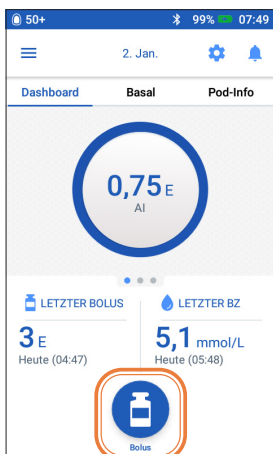 50+ 99% 07:49
2. Jan.
Dashboard Basal Pod-Info
0,75 E
AI
LETZTER BOLUS LETZTER BZ
3 E 5,1 mmol/L
Heute (04:47) Heute (05:48)
Bolus